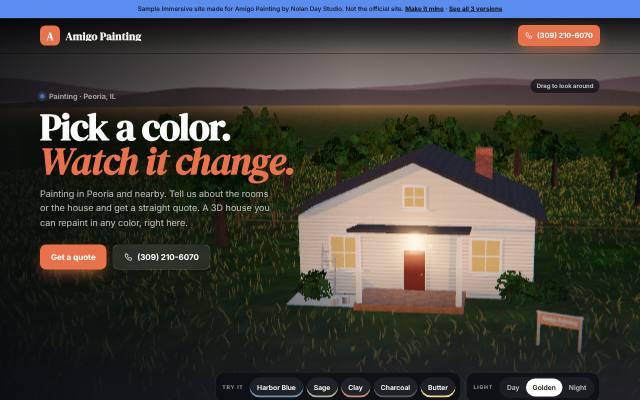 Sample Immersive site made for Amigo Painting by Nolan Day Studio. Not the official site. Make it mine · See all 3 versions
A Amigo Painting
(309) 210-6070
Drag to look around
Painting · Peoria, IL
Pick a color.
Watch it change.
Painting in Peoria and nearby. Tell us about the rooms
or the house and get a straight quote. A 3D house you
can repaint in any color, right here.
Get a quote
(309) 210-6070
TRY IT Harbor Blue Sage Clay Charcoal Butter
LIGHT Day Golden Night